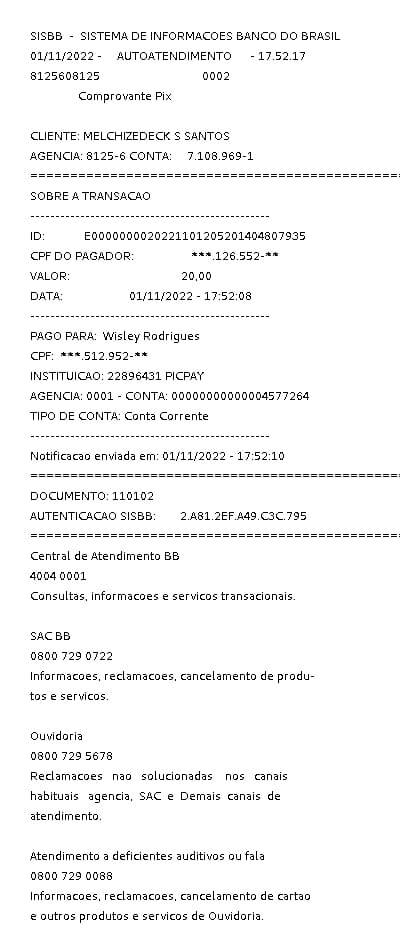 SISBB - SISTEMA DE INFORMACOES BANCO DO BRASIL
01/11/2022 - AUTOATENDIMENTO - 17.52.17
8125608125 0002
Comprovante Pix
CLIENTE: MELCHIZEDECK S SANTOS
AGENCIA: 8125-6 CONTA: 7.108.969-1
================================================
SOBRE A TRANSACAO
------------------------------------------------
ID: E00000000202211012052014048​07935
CPF DO PAGADOR: ***.126.552-**
VALOR: 20,00
DATA: 01/11/2022 - 17:52:08
------------------------------------------------
PAGO PARA: Wisley Rodrigues
CPF: ***.512.952-**
INSTITUICAO: 22896431 PICPAY
AGENCIA: 0001 - CONTA: 00000000000004577264
TIPO DE CONTA: Conta Corrente
------------------------------------------------
Notificacao enviada em: 01/11/2022 - 17:52:10
================================================
DOCUMENTO: 110102
AUTENTICACAO SISBB: 2.A81.2EF.A49.C3C.795
================================================
Central de Atendimento BB
4004 0001
Consultas, informacoes e servicos transacionais.
SAC BB
0800 729 0722
Informacoes, reclamacoes, cancelamento de produ-
tos e servicos.
Ouvidoria
0800 729 5678
Reclamacoes nao solucionadas nos canais
habituais agencia, SAC e Demais canais de
atendimento.
Atendimento a deficientes auditivos ou fala
0800 729 0088
Informacoes, reclamacoes, cancelamento de cartao
e outros produtos e servicos de Ouvidoria.